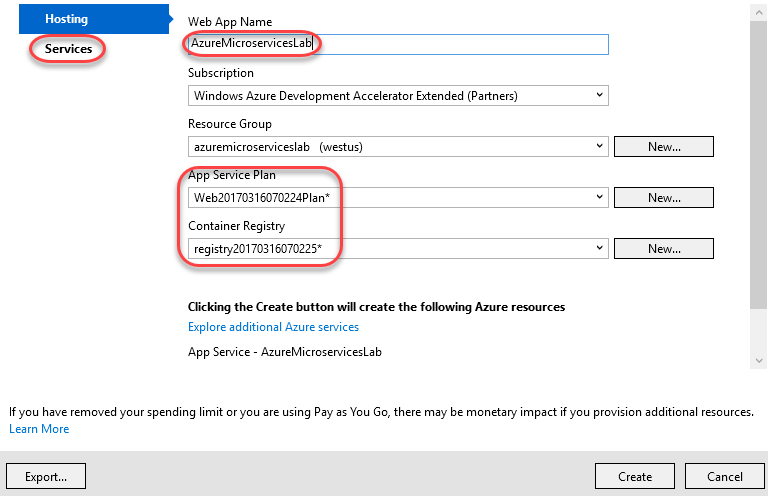 Hosting
Services
Web App Name
AzureMicroservicesLab
Subscription
Windows Azure Development Accelerator Extended (Partners)
Resource Group
azuremicroserviceslab (westus)
New...
App Service Plan
Web20170316070224Plan*
New...
Container Registry
registry20170316070225*
New...
Clicking the Create button will create the following Azure resources
Explore additional Azure services
App Service - AzureMicroservicesLab
If you have removed your spending limit or you are using Pay as You Go, there may be monetary impact if you provision additional resources.
Learn More
Export...
Create
Cancel